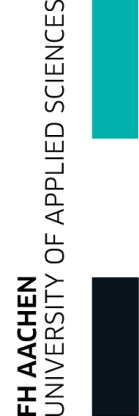 FH AACHEN
UNIVERSITY OF APPLIED SCIENCES